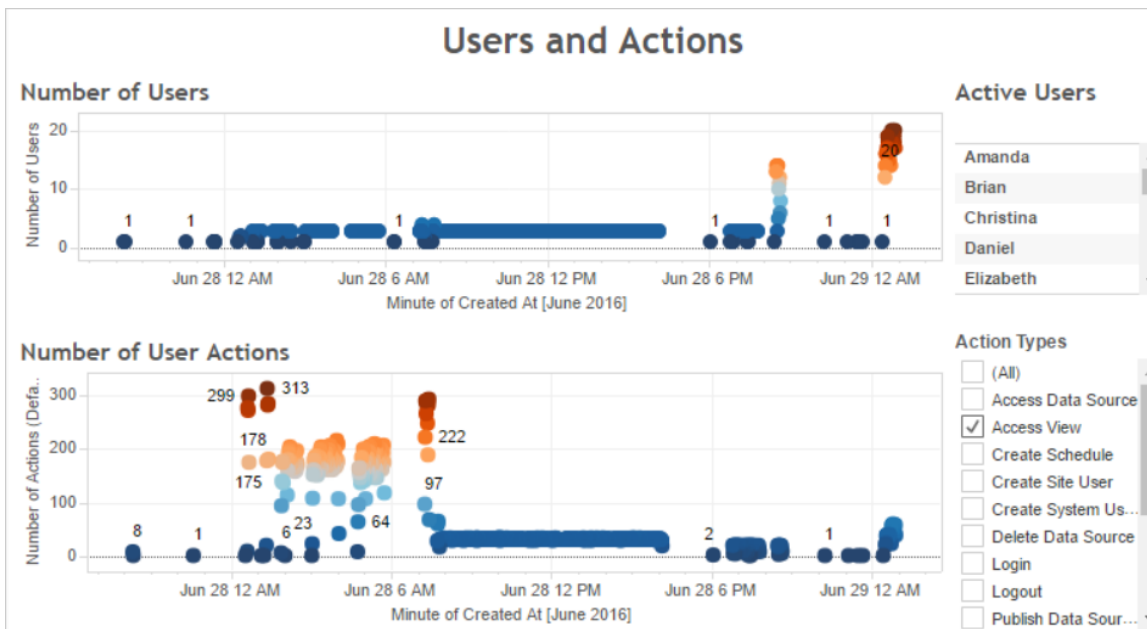 Users and Actions
Number of Users
Number of Users
20
10
0
1
1
1
1
1
1
20
Jun 28 12 AM
Jun 28 6 AM
Jun 28 12 PM
Jun 28 6 PM
Jun 29 12 AM
Minute of Created At [June 2016]
Active Users
Amanda
Brian
Christina
Daniel
Elizabeth
Number of User Actions
Number of Actions (Defa..
300
200
100
0
299
313
178
175
222
97
8
1
6
23
64
2
1
Jun 28 12 AM
Jun 28 6 AM
Jun 28 12 PM
Jun 28 6 PM
Jun 29 12 AM
Minute of Created At [June 2016]
Action Types
(All)
Access Data Source
Access View
Create Schedule
Create Site User
Create System Us...
Delete Data Source
Login
Logout
Publish Data Sour...